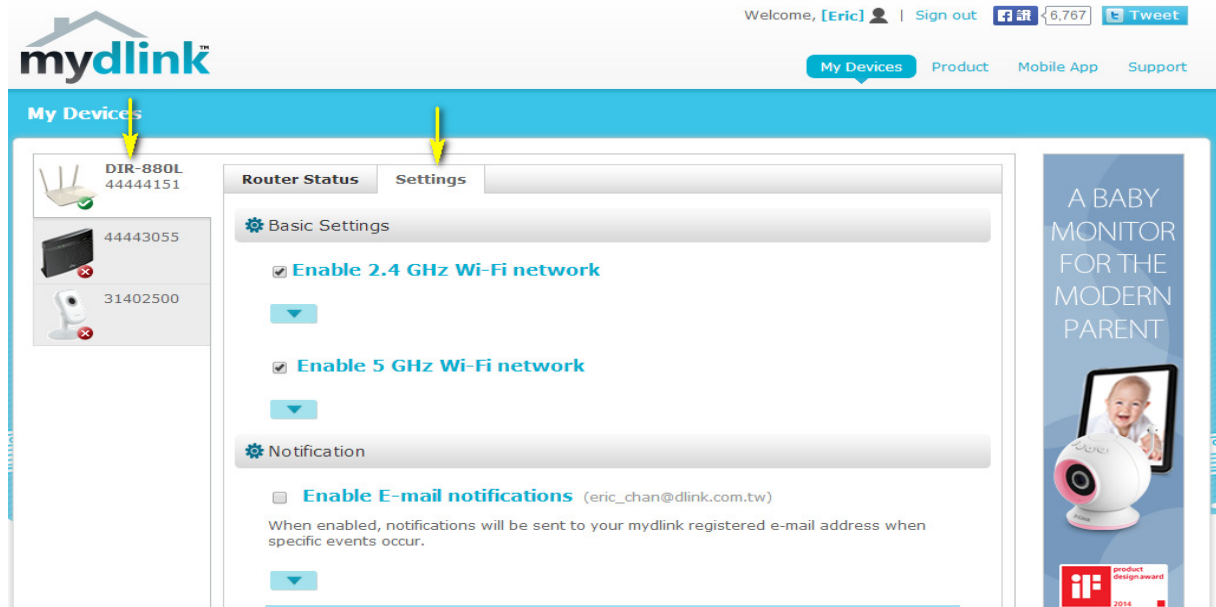 Welcome, [Eric] | Sign out 讚 6,767 Tweet
mydlink™
My Devices Product Mobile App Support
My Devices
DIR-880L
44444151
44443055
31402500
Router Status Settings
Basic Settings
Enable 2.4 GHz Wi-Fi network
Enable 5 GHz Wi-Fi network
Notification
Enable E-mail notifications (eric_chan@dlink.com.tw)
When enabled, notifications will be sent to your mydlink registered e-mail address when
specific events occur.
A BABY
MONITOR
FOR THE
MODERN
PARENT
iF
product
design award
2014